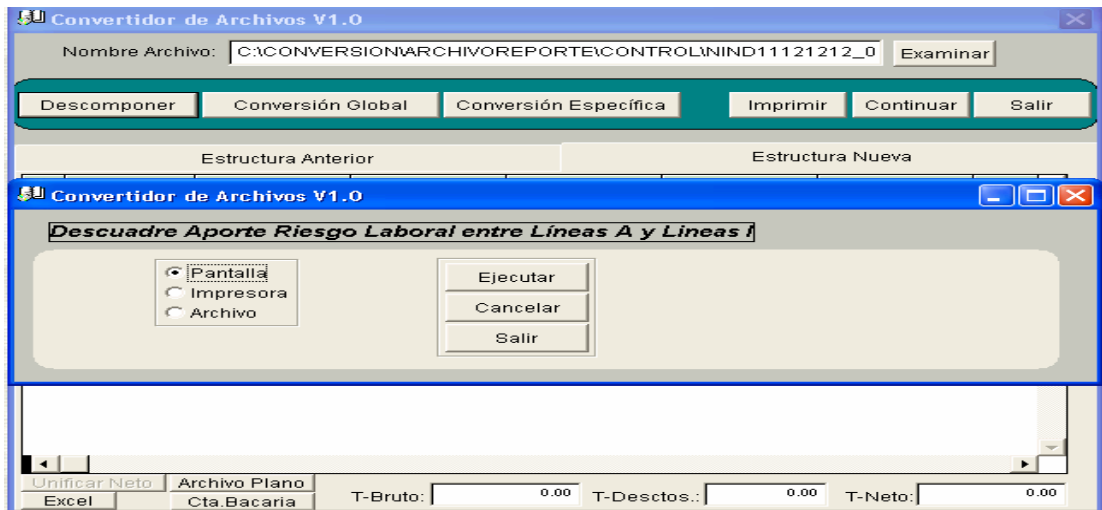 Convertidor de Archivos V1.0
Nombre Archivo: C:\CONVERSION\ARCHIVOREPORTE\CONTROL\NIND11121212_0 Examinar
Descomponer Conversión Global Conversión Específica Imprimir Continuar Salir
Estructura Anterior Estructura Nueva
Convertidor de Archivos V1.0
Descuadre Aporte Riesgo Laboral entre Líneas A y Lineas I
Pantalla
Impresora
Archivo
Ejecutar
Cancelar
Salir
Unificar Neto Archivo Plano
Excel Cta.Bacaria T-Bruto: 0.00 T-Desctos.: 0.00 T-Neto: 0.00